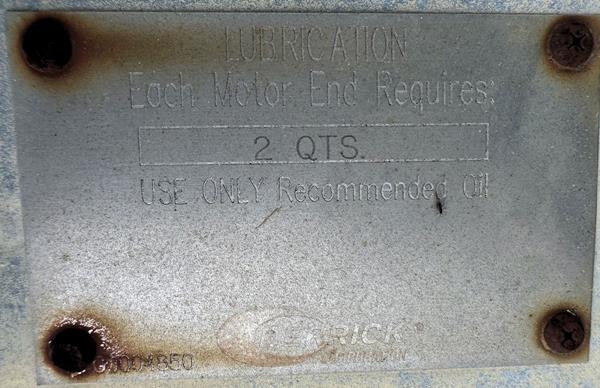 LUBRICATION
Each Motor End Requires:
2 QTS.
USE ONLY Recommended Oil